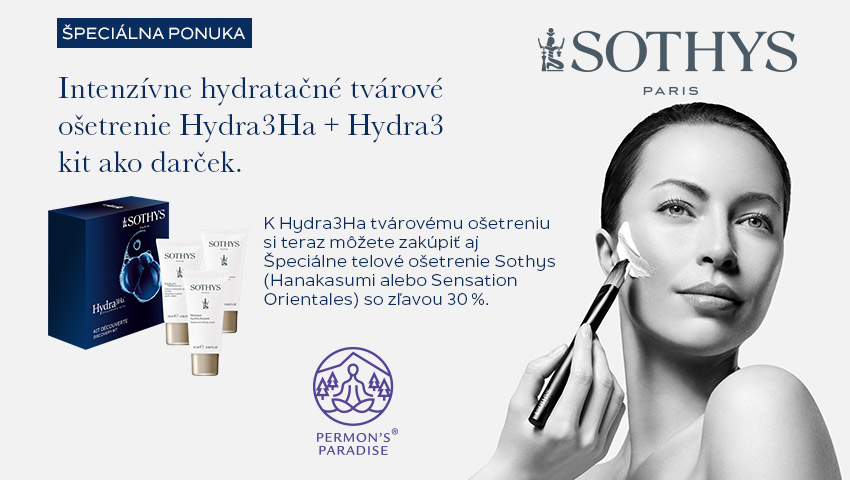 ŠPECIÁLNA PONUKA
SOTHYS
PARIS
Intenzívne hydratačné tvárové
ošetrenie Hydra3Ha + Hydra3
kit ako darček.
K Hydra3Ha tvárovému ošetreniu
si teraz môžete zakúpiť aj
Špeciálne telové ošetrenie Sothys
(Hanakasumi alebo Sensation
Orientales) so zľavou 30 %.
SOTHYS
Hydra3Ha
KIT DÉCOUVERTE
DISCOVERY KIT
SOTHYS
SOTHYS
SOTHYS
PERMON'S®
PARADISE